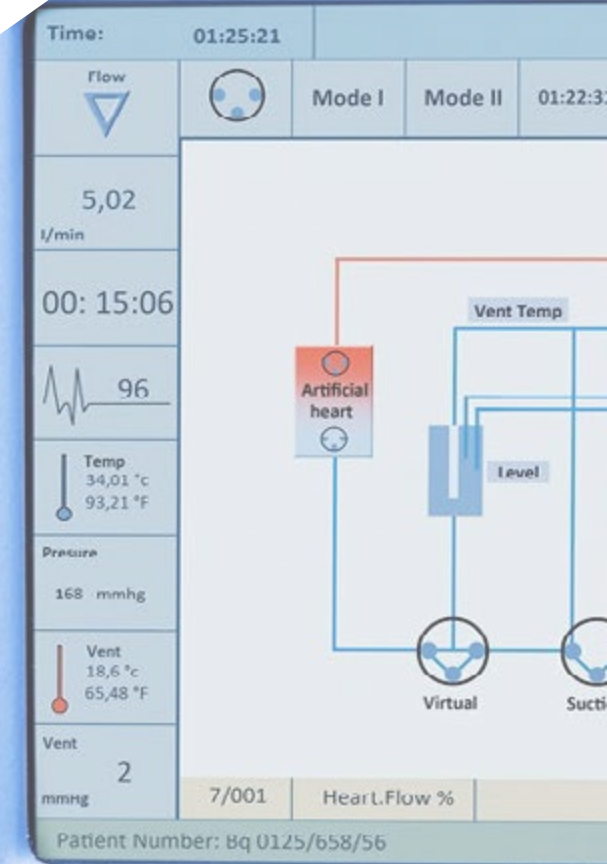 Time: 01:25:21
Flow
Mode I
Mode II
5,02
l/min
00: 15:06
96
Temp
34,01 °c
93,21 °F
Presure
168 mmhg
Vent
18,6 °c
65,48 °F
Vent
2
mmHg
Vent Temp
Artificial
heart
Level
Virtual
7/001
Heart.Flow %
Patient Number: Bq 0125/658/56